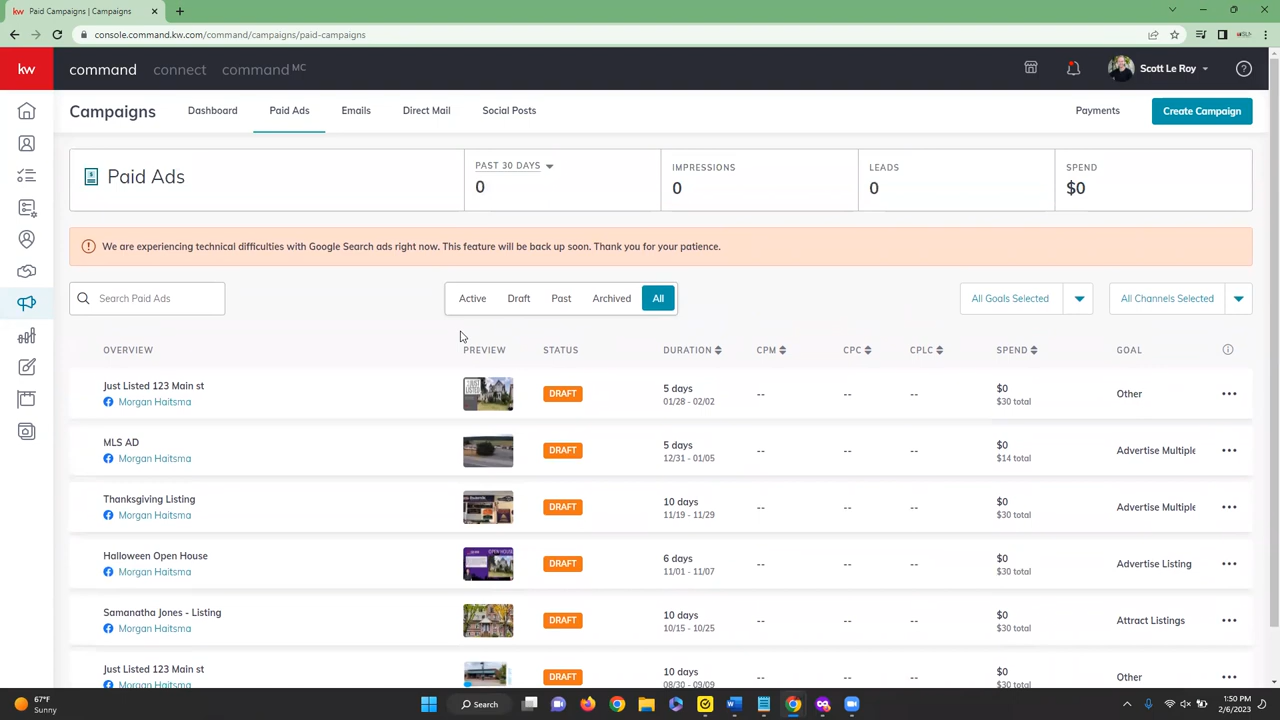 Paid Campaigns | Paid Ads
console.command.kw.com/command/campaigns/paid-campaigns
kw command connect command MC Scott Le Roy
Campaigns Dashboard Paid Ads Emails Direct Mail Social Posts Payments Create Campaign
Paid Ads
PAST 30 DAYS
0
IMPRESSIONS
0
LEADS
0
SPEND
$0
We are experiencing technical difficulties with Google Search ads right now. This feature will be back up soon. Thank you for your patience.
Search Paid Ads Active Draft Past Archived All All Goals Selected All Channels Selected
OVERVIEW PREVIEW STATUS DURATION CPM CPC CPLC SPEND GOAL
Just Listed 123 Main st
Morgan Haitsma
DRAFT
5 days
01/28 - 02/02
-- -- --
$0
$30 total
Other
MLS AD
Morgan Haitsma
DRAFT
5 days
12/31 - 01/05
-- -- --
$0
$14 total
Advertise Multiple
Thanksgiving Listing
Morgan Haitsma
DRAFT
10 days
11/19 - 11/29
-- -- --
$0
$30 total
Advertise Multiple
Halloween Open House
Morgan Haitsma
DRAFT
6 days
11/01 - 11/07
-- -- --
$0
$30 total
Advertise Listing
Samanatha Jones - Listing
Morgan Haitsma
DRAFT
10 days
10/15 - 10/25
-- -- --
$0
$30 total
Attract Listings
Just Listed 123 Main st
Morgan Haitsma
DRAFT
10 days
08/30 - 09/09
-- -- --
$0
$30 total
Other
67°F
Sunny
Search
1:50 PM
2/6/2023